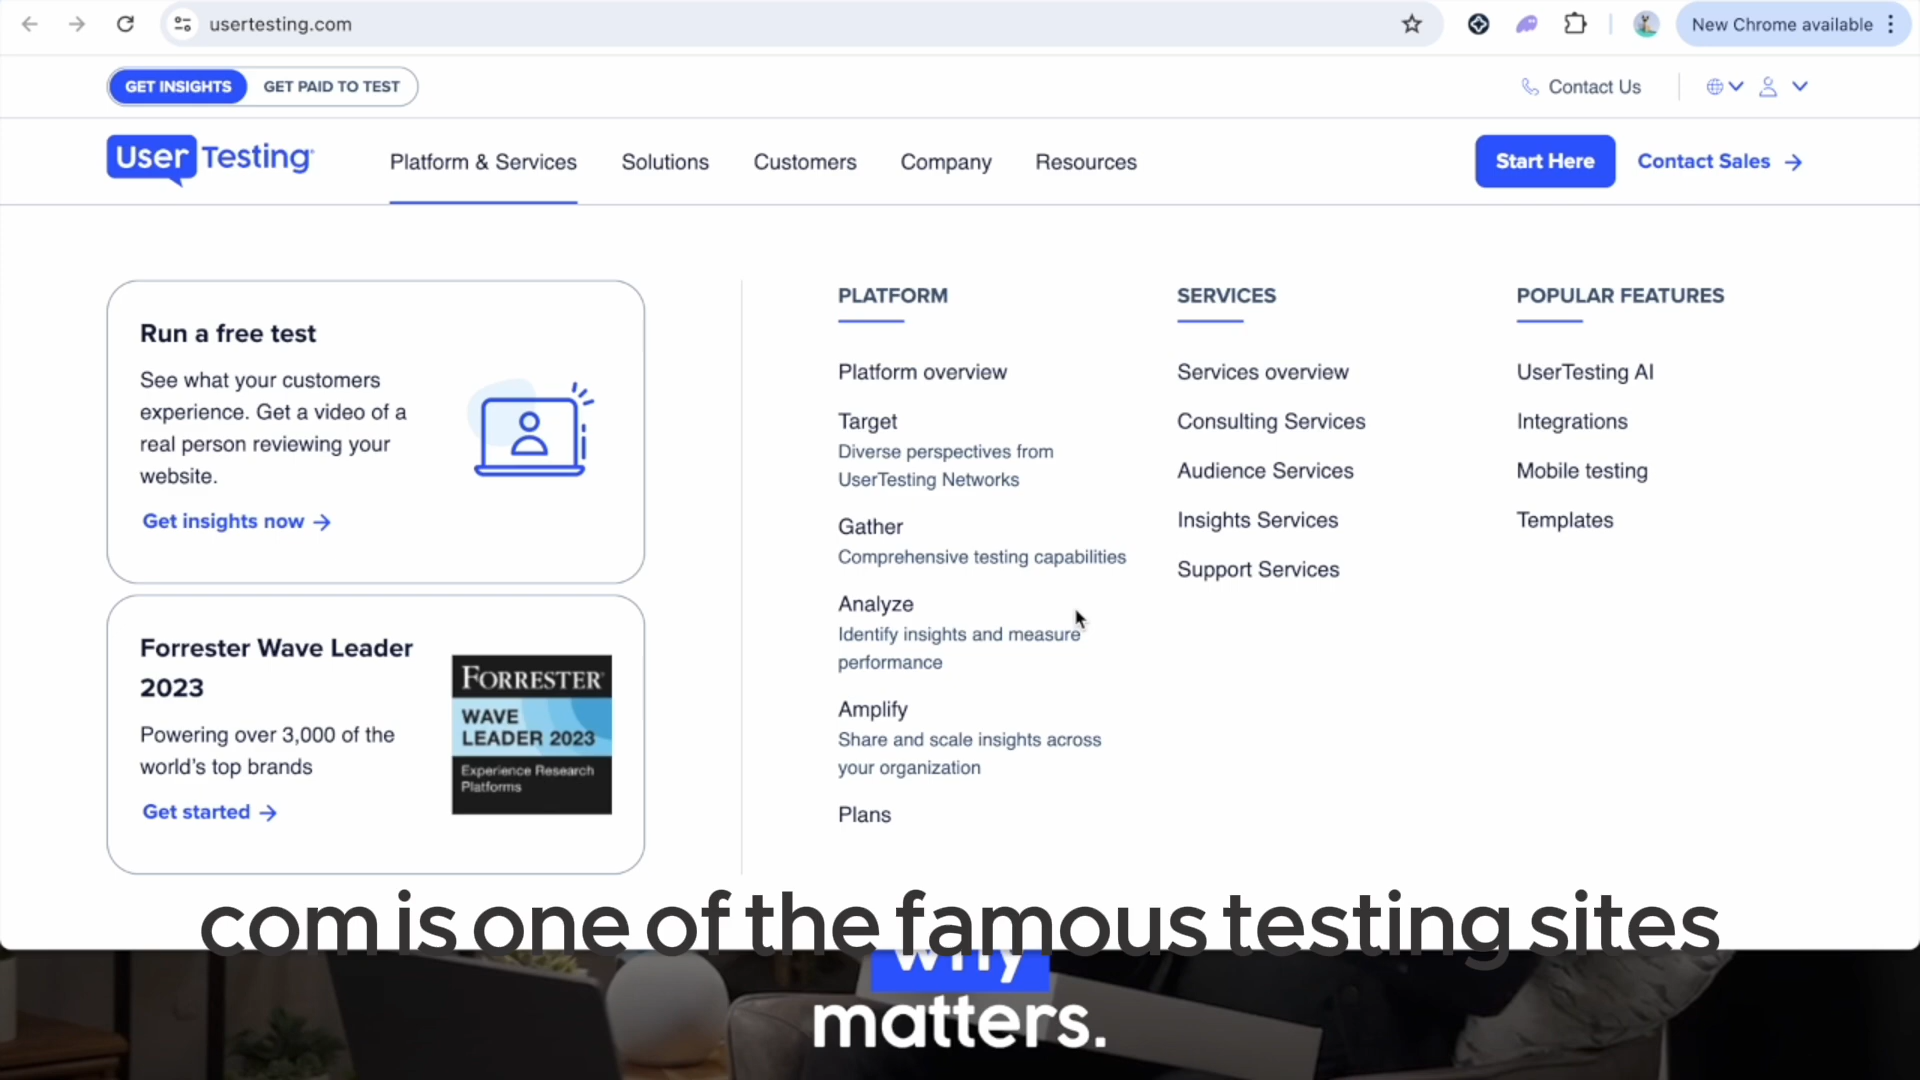 usertesting.com
New Chrome available
GET INSIGHTS
GET PAID TO TEST
Contact Us
User Testing
Platform & Services
Solutions
Customers
Company
Resources
Start Here
Contact Sales →
Run a free test
See what your customers
experience. Get a video of a
real person reviewing your
website.
Get insights now →
Forrester Wave Leader
2023
Powering over 3,000 of the
world's top brands
Get started →
FORRESTER
WAVE
LEADER 2023
Experience Research
Platforms
PLATFORM
Platform overview
Target
Diverse perspectives from
UserTesting Networks
Gather
Comprehensive testing capabilities
Analyze
Identify insights and measure
performance
Amplify
Share and scale insights across
your organization
Plans
SERVICES
Services overview
Consulting Services
Audience Services
Insights Services
Support Services
POPULAR FEATURES
UserTesting AI
Integrations
Mobile testing
Templates
com is one of the famous testing sites
why
matters.